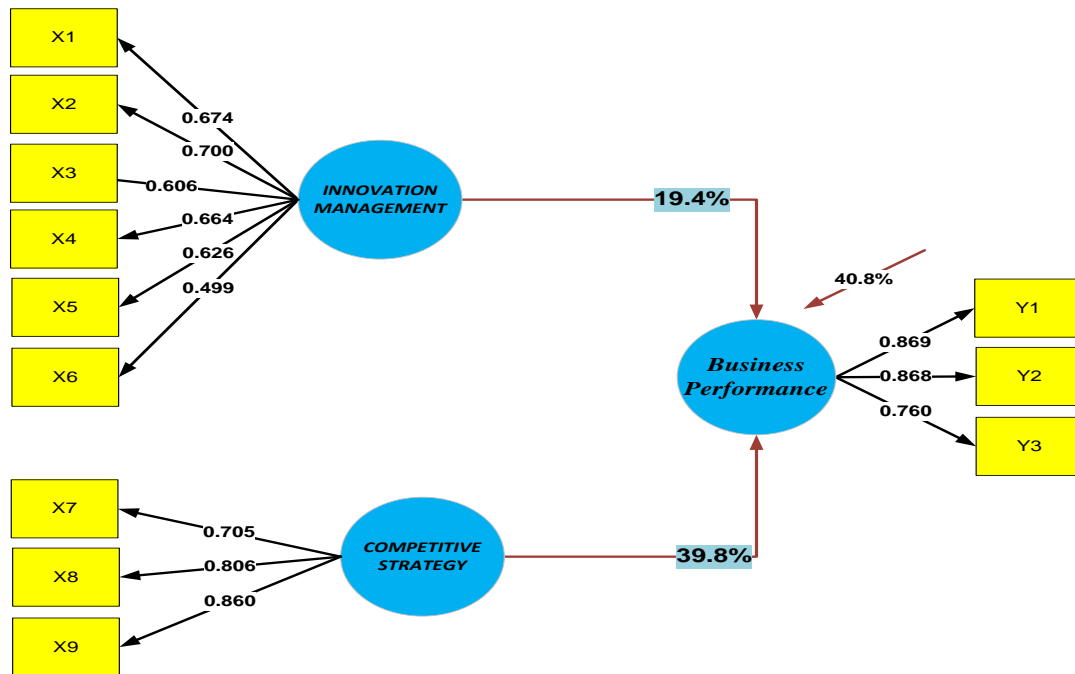 X1
X2
X3
X4
X5
X6
0.674
0.700
0.606
0.664
0.626
0.499
INNOVATION
MANAGEMENT
19.4%
40.8%
Business
Performance
0.869
0.868
0.760
Y1
Y2
Y3
X7
X8
X9
0.705
0.806
0.860
COMPETITIVE
STRATEGY
39.8%